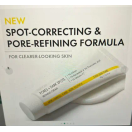 NEW
SPOT-CORRECTING &
PORE-REFINING FORMULA
FOR CLEARER-LOOKING SKIN